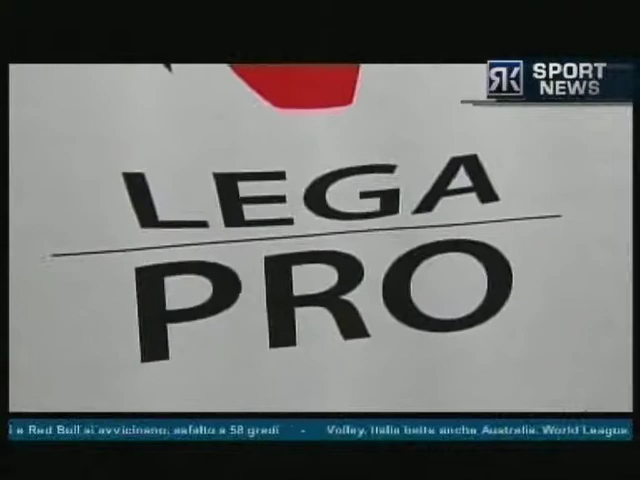 RK SPORT
NEWS
LEGA
PRO
e Red Bull si avvicinano, asfalto a 58 gradi - Volley, Italia batte anche Australia. World League